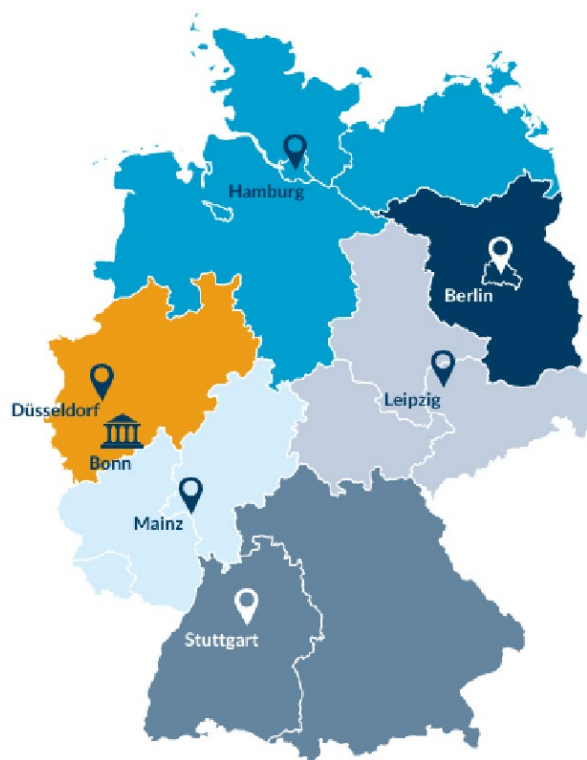 Hamburg
Berlin
Düsseldorf
Leipzig
Bonn
Mainz
Stuttgart